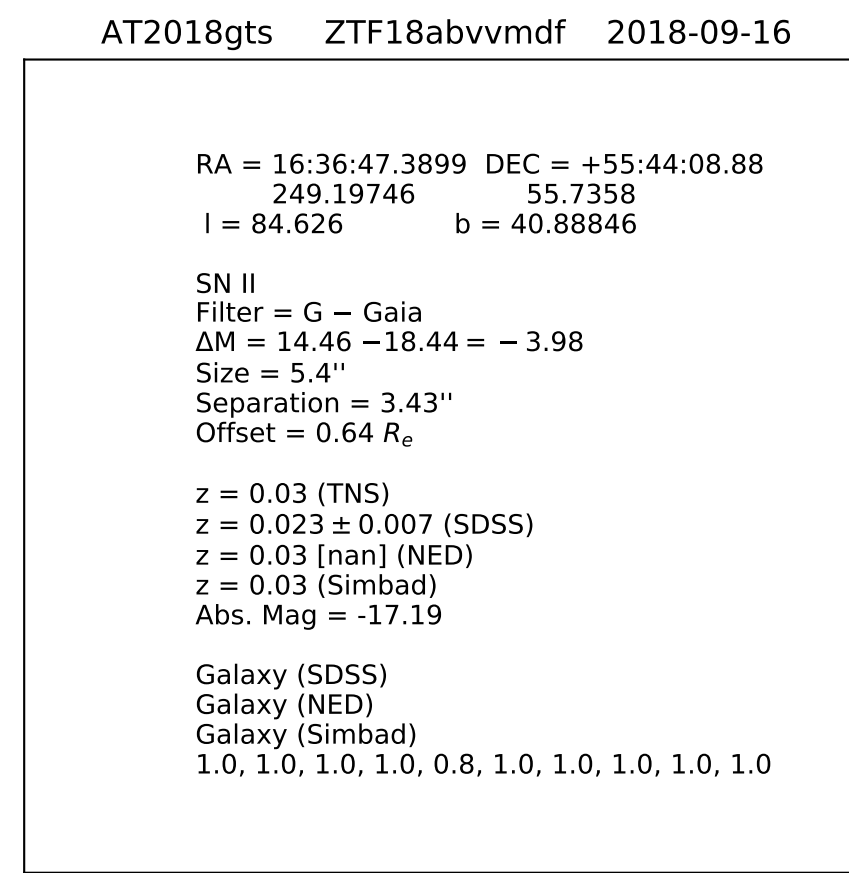 AT2018gts ZTF18abvvmdf 2018-09-16
RA = 16:36:47.3899 DEC = +55:44:08.88
249.19746 55.7358
l = 84.626 b = 40.88846
SN II
Filter = G − Gaia
ΔM = 14.46 −18.44 = − 3.98
Size = 5.4''
Separation = 3.43''
Offset = 0.64 Re
z = 0.03 (TNS)
z = 0.023 ± 0.007 (SDSS)
z = 0.03 [nan] (NED)
z = 0.03 (Simbad)
Abs. Mag = -17.19
Galaxy (SDSS)
Galaxy (NED)
Galaxy (Simbad)
1.0, 1.0, 1.0, 1.0, 0.8, 1.0, 1.0, 1.0, 1.0, 1.0